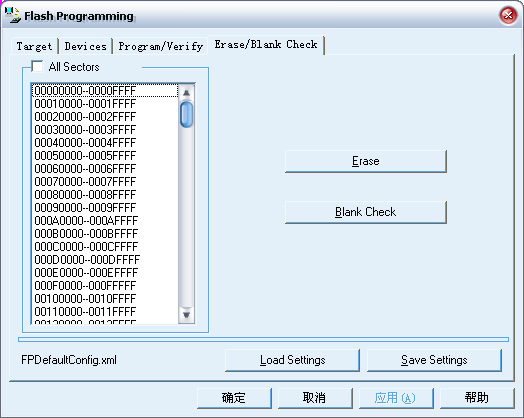 Flash Programming
Target Devices Program/Verify Erase/Blank Check
All Sectors
00000000--0000FFFF
00010000--0001FFFF
00020000--0002FFFF
00030000--0003FFFF
00040000--0004FFFF
00050000--0005FFFF
00060000--0006FFFF
00070000--0007FFFF
00080000--0008FFFF
00090000--0009FFFF
000A0000--000AFFFF
000B0000--000BFFFF
000C0000--000CFFFF
000D0000--000DFFFF
000E0000--000EFFFF
000F0000--000FFFFF
00100000--0010FFFF
00110000--0011FFFF
Erase
Blank Check
FPDefaultConfig.xml
Load Settings
Save Settings
确定
取消
应用(A)
帮助